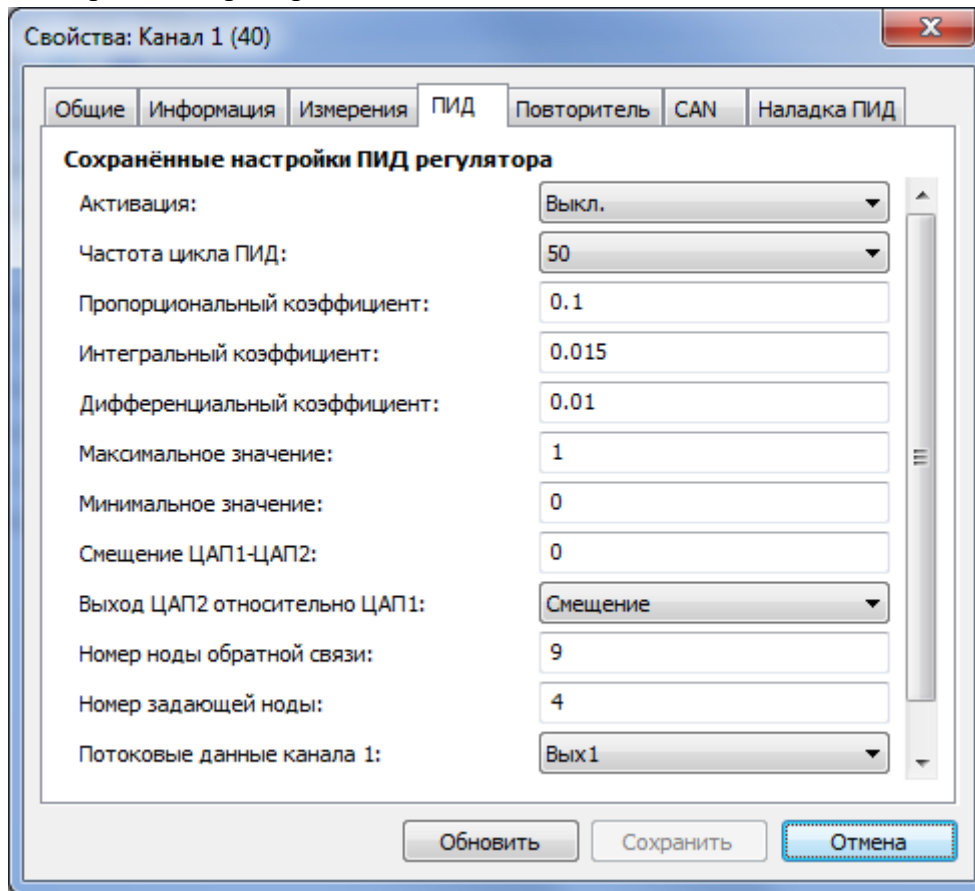 Свойства: Канал 1 (40)
Общие Информация Измерения ПИД Повторитель CAN Наладка ПИД
Сохранённые настройки ПИД регулятора
Активация: Выкл.
Частота цикла ПИД: 50
Пропорциональный коэффициент: 0.1
Интегральный коэффициент: 0.015
Дифференциальный коэффициент: 0.01
Максимальное значение: 1
Минимальное значение: 0
Смещение ЦАП1-ЦАП2: 0
Выход ЦАП2 относительно ЦАП1: Смещение
Номер ноды обратной связи: 9
Номер задающей ноды: 4
Потоковые данные канала 1: Вых1
Обновить Сохранить Отмена